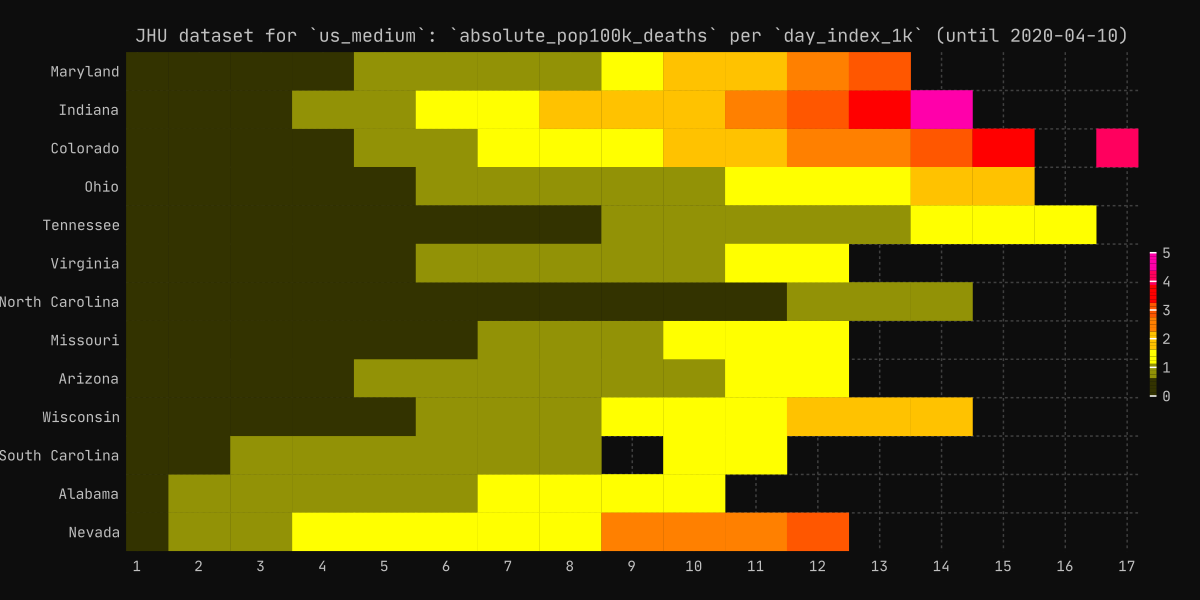 JHU dataset for `us_medium`: `absolute_pop100k_deaths` per `day_index_1k` (until 2020-04-10)
Maryland
Indiana
Colorado
Ohio
Tennessee
Virginia
North Carolina
Missouri
Arizona
Wisconsin
South Carolina
Alabama
Nevada
1 2 3 4 5 6 7 8 9 10 11 12 13 14 15 16 17
5
4
3
2
1
0